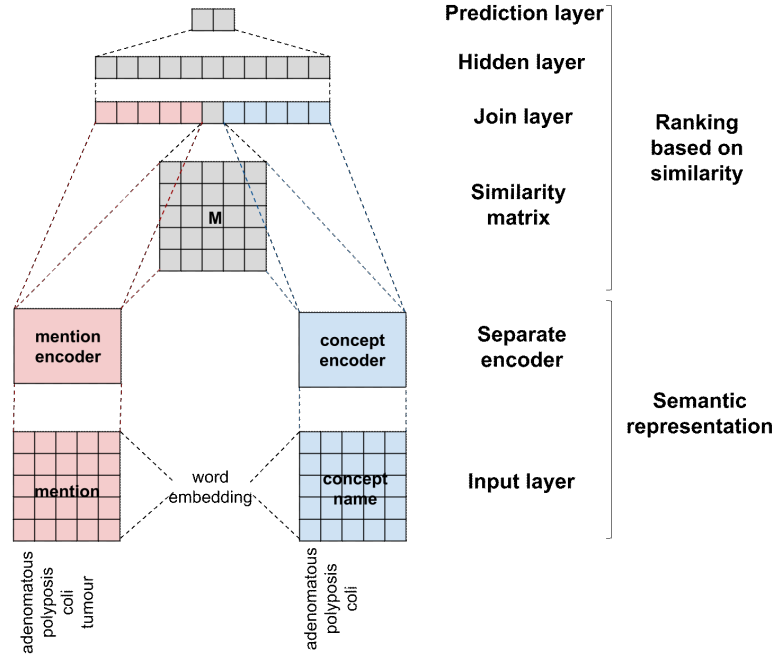 Prediction layer
Hidden layer
Join layer
Ranking
based on
similarity
Similarity
matrix
M
mention
encoder
concept
encoder
Separate
encoder
Semantic
representation
mention
word
embedding
concept
name
Input layer
adenomatous
polyposis
coli
tumour
adenomatous
polyposis
coli